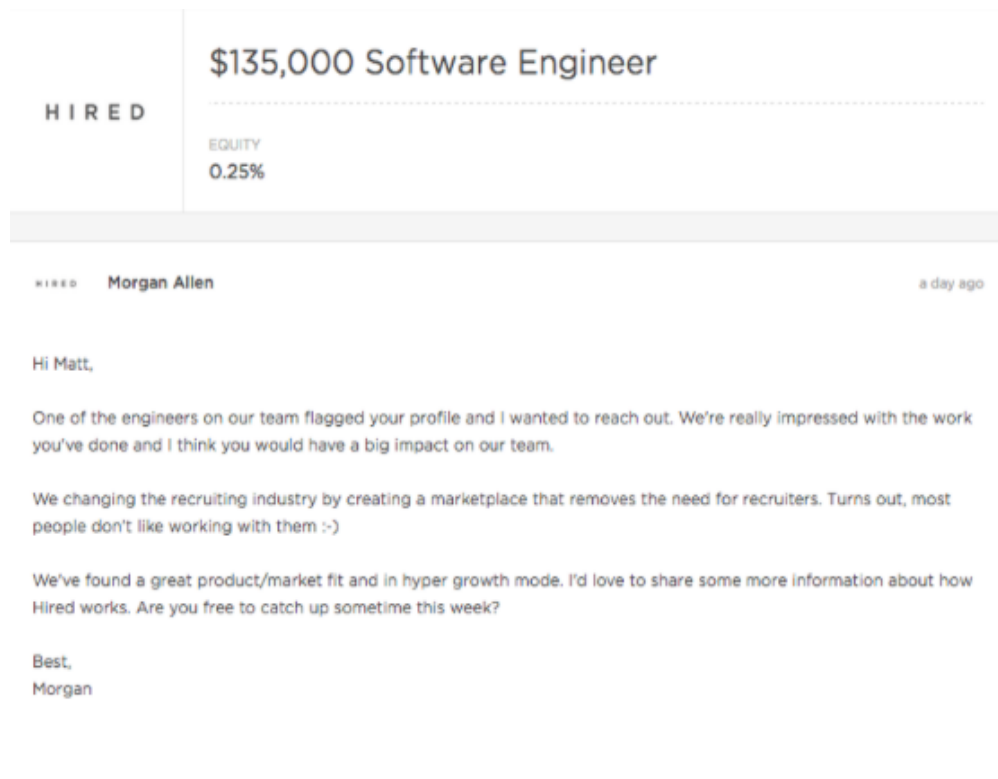 $135,000 Software Engineer
HIRED
EQUITY
0.25%
HIRED Morgan Allen a day ago
Hi Matt,
One of the engineers on our team flagged your profile and I wanted to reach out. We're really impressed with the work
you've done and I think you would have a big impact on our team.
We changing the recruiting industry by creating a marketplace that removes the need for recruiters. Turns out, most
people don't like working with them :-)
We've found a great product/market fit and in hyper growth mode. I'd love to share some more information about how
Hired works. Are you free to catch up sometime this week?
Best,
Morgan